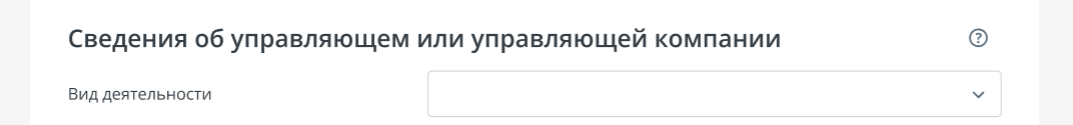 Сведения об управляющем или управляющей компании
?
Вид деятельности